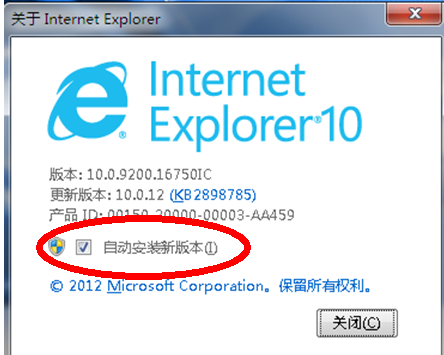 关于 Internet Explorer
Internet
Explorer®10
版本: 10.0.9200.16750IC
更新版本: 10.0.12 (KB2898785)
产品 ID: 00150-20000-00003-AA459
自动安装新版本(I)
© 2012 Microsoft Corporation。保留所有权利。
关闭(C)